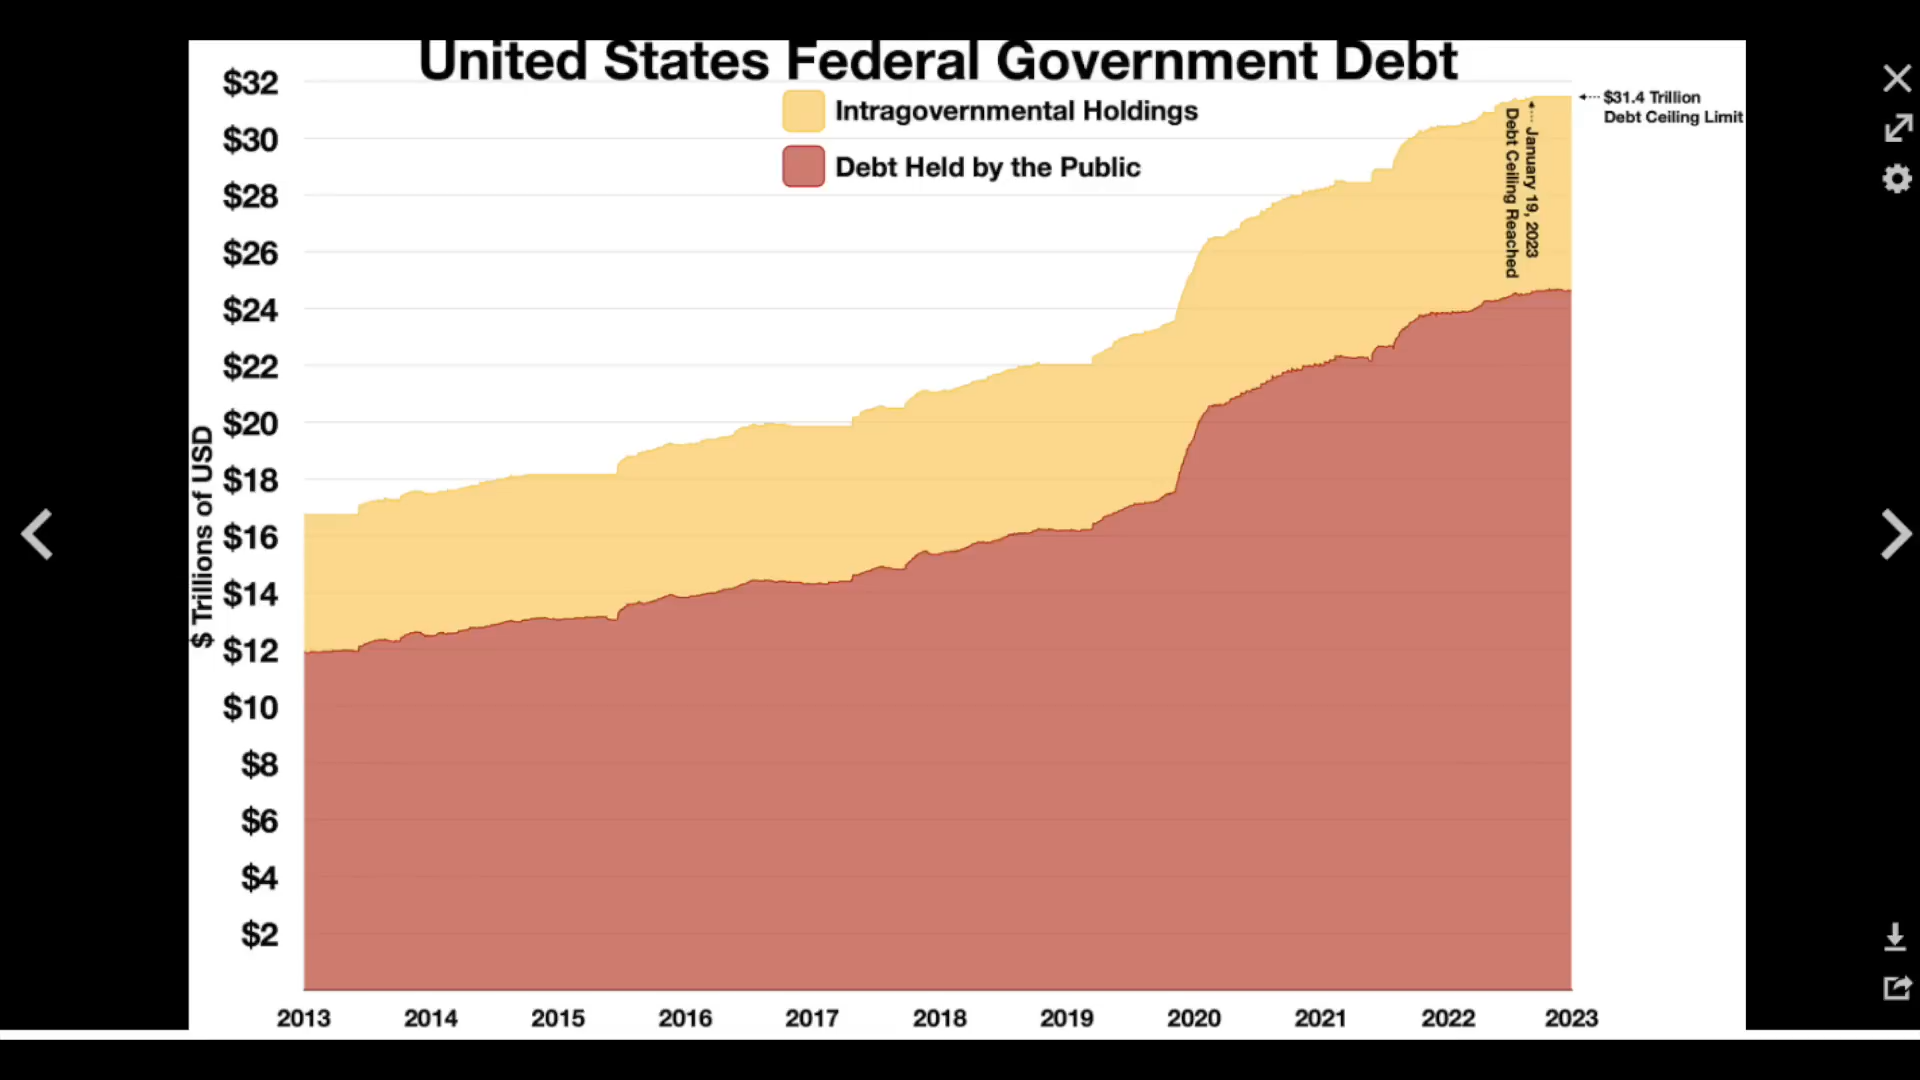 United States Federal Government Debt
Intragovernmental Holdings
Debt Held by the Public
$31.4 Trillion
Debt Ceiling Limit
January 19, 2023
Debt Ceiling Reached
$ Trillions of USD
$32
$30
$28
$26
$24
$22
$20
$18
$16
$14
$12
$10
$8
$6
$4
$2
2013 2014 2015 2016 2017 2018 2019 2020 2021 2022 2023